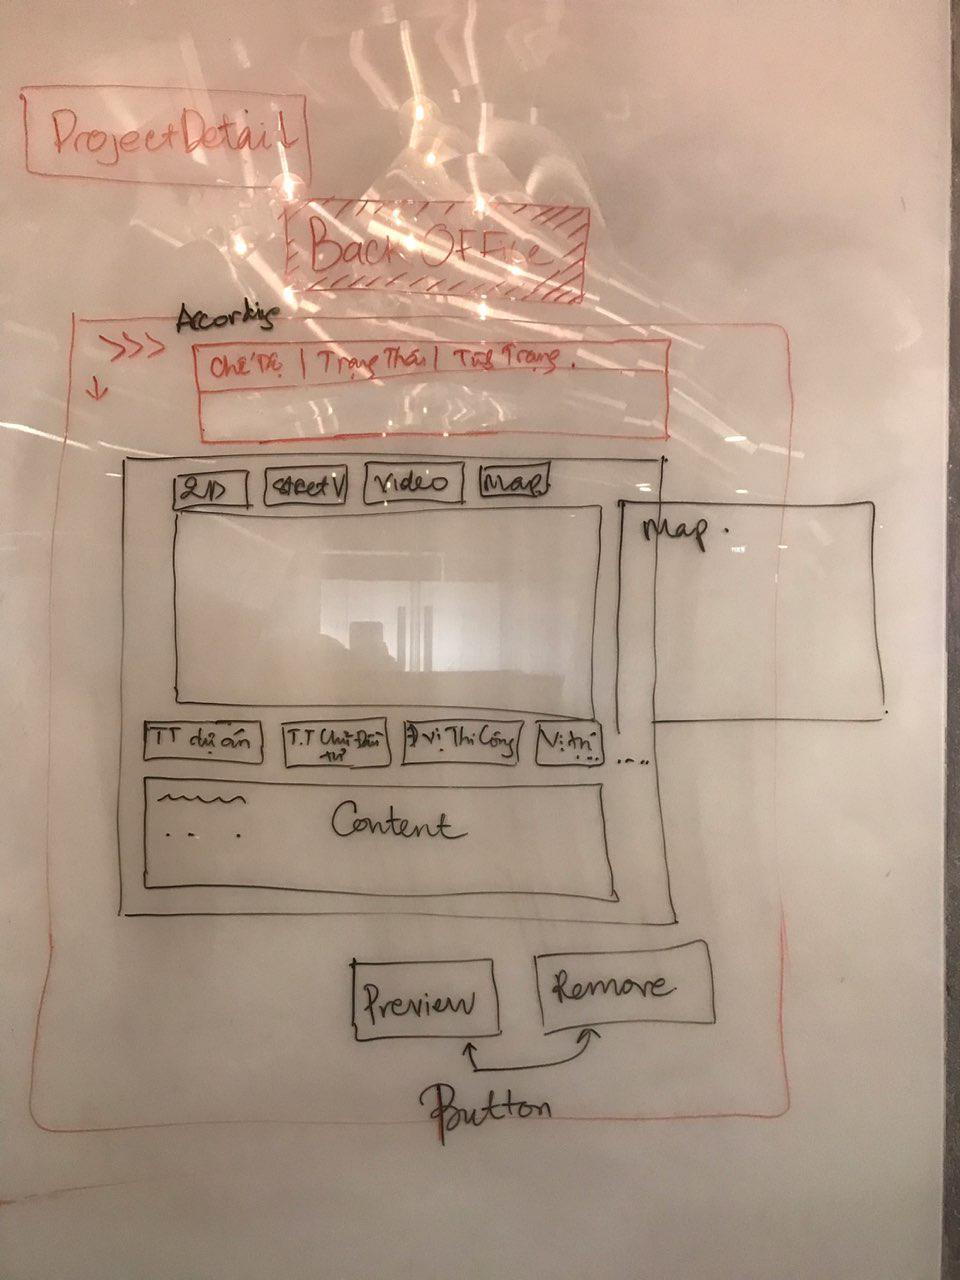 ProjectDetail
Back OFFice
>>>
Chế Độ | Trạng Thái | Tình Trạng.
2D
StreetV
Video
Map
Map.
TT dự án
T.T Chủ Đầu
tư
Đ vị Thi Công
Vị trí
...
....
Content
Preview
Remove
Button